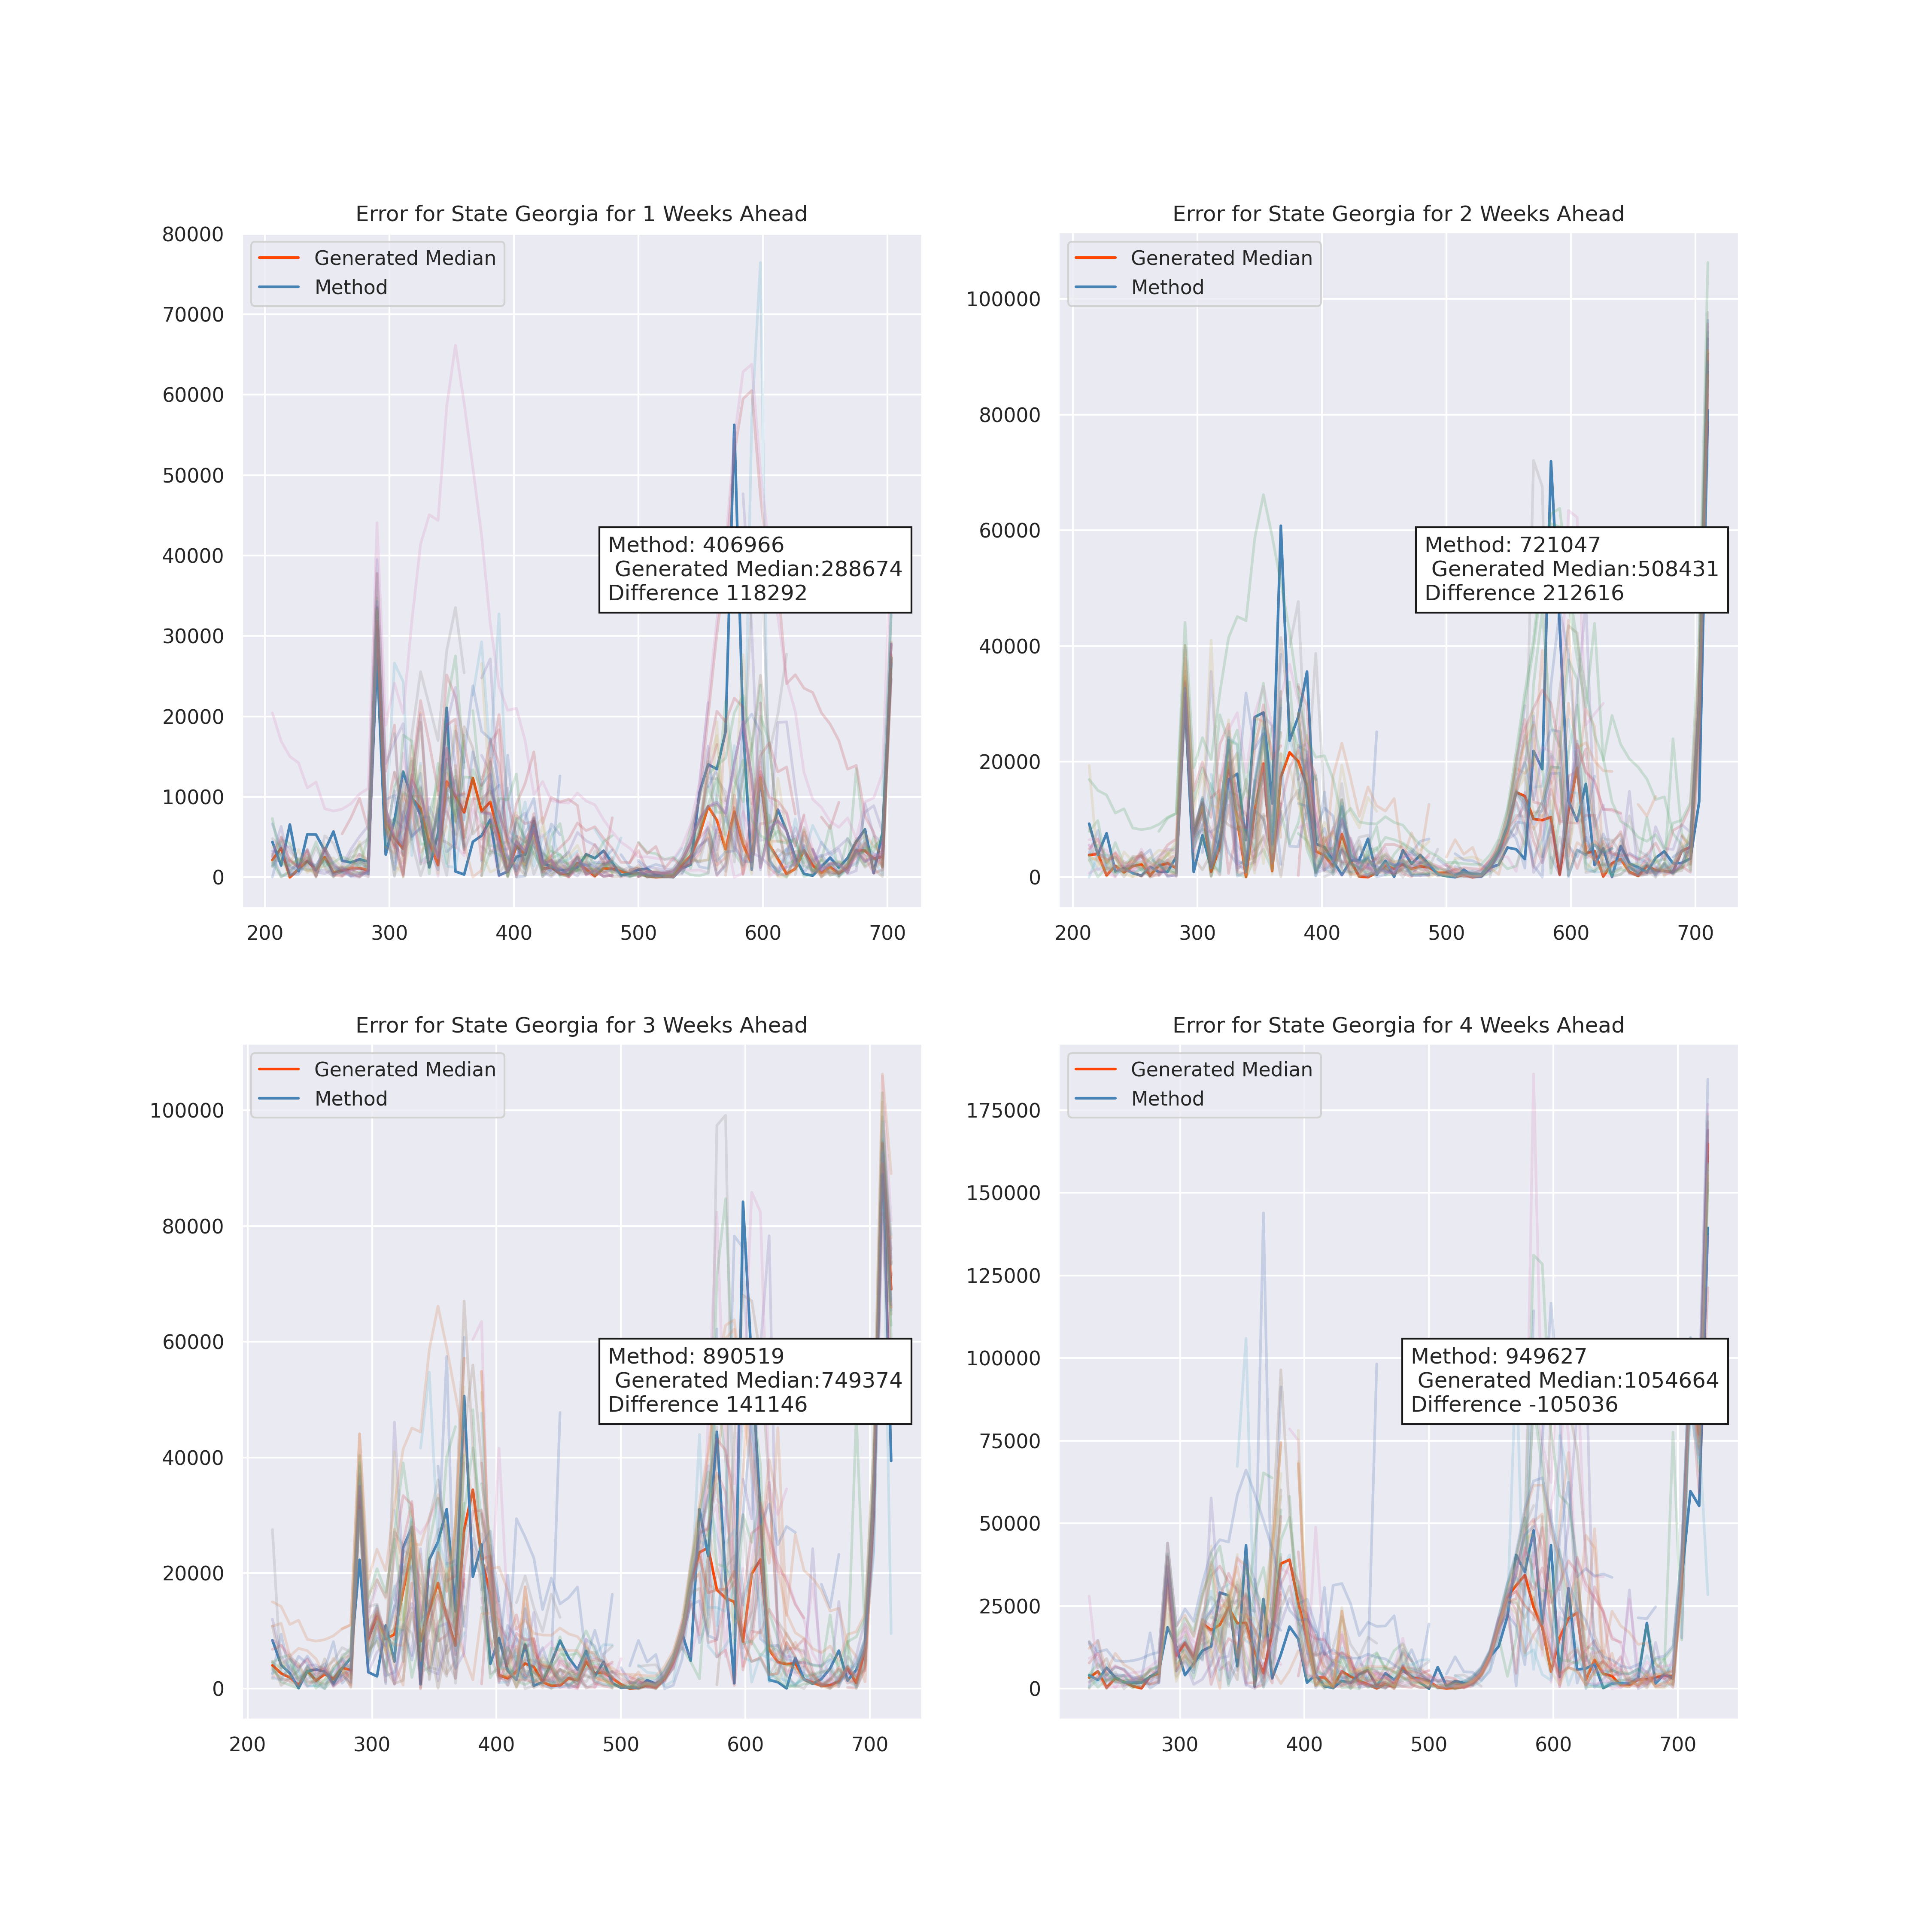 Error for State Georgia for 1 Weeks Ahead
80000
70000
60000
50000
40000
30000
20000
10000
0
200 300 400 500 600 700
Generated Median
Method
Method: 406966
Generated Median:288674
Difference 118292
Error for State Georgia for 2 Weeks Ahead
100000
80000
60000
40000
20000
0
200 300 400 500 600 700
Generated Median
Method
Method: 721047
Generated Median:508431
Difference 212616
Error for State Georgia for 3 Weeks Ahead
100000
80000
60000
40000
20000
0
200 300 400 500 600 700
Generated Median
Method
Method: 890519
Generated Median:749374
Difference 141146
Error for State Georgia for 4 Weeks Ahead
175000
150000
125000
100000
75000
50000
25000
0
300 400 500 600 700
Generated Median
Method
Method: 949627
Generated Median:1054664
Difference -105036